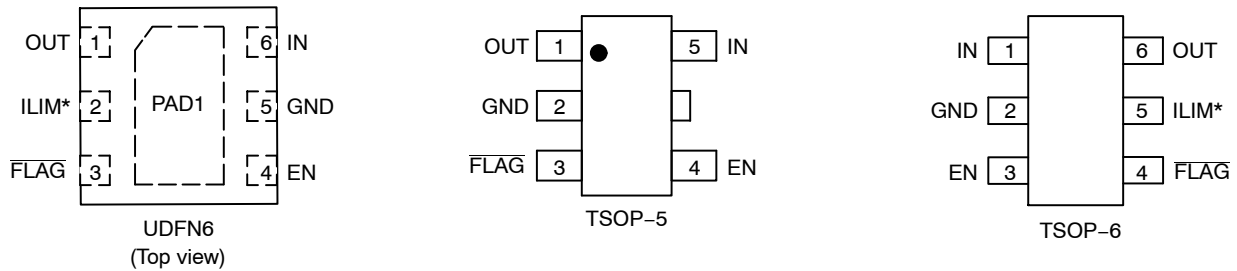 OUT 1 6 IN
ILIM* 2 PAD1 5 GND
FLAG 3 4 EN
UDFN6
(Top view)
OUT 1 5 IN
GND 2
FLAG 3 4 EN
TSOP–5
IN 1 6 OUT
GND 2 5 ILIM*
EN 3 4 FLAG
TSOP–6